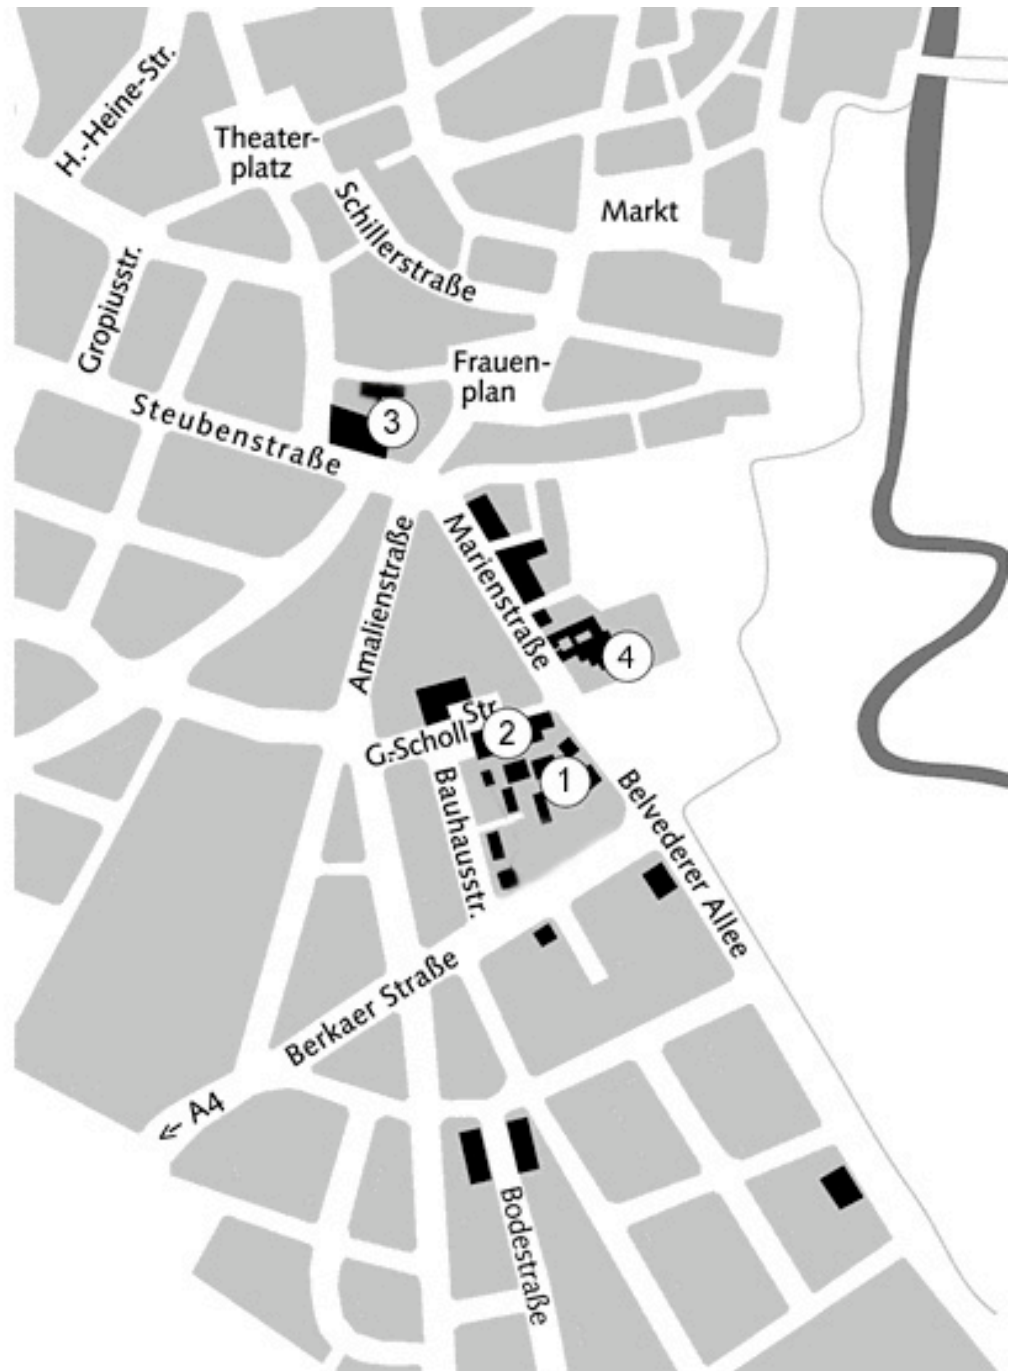 H.-Heine-Str.
Theater-
platz
Schillerstraße
Markt
Gropiusstr.
Frauen-
plan
Steubenstraße
3
Marienstraße
Amalienstraße
4
G.-Scholl Str.
2
1
Bauhausstr.
Belvederer Allee
Berkaer Straße
A4
Bodestraße